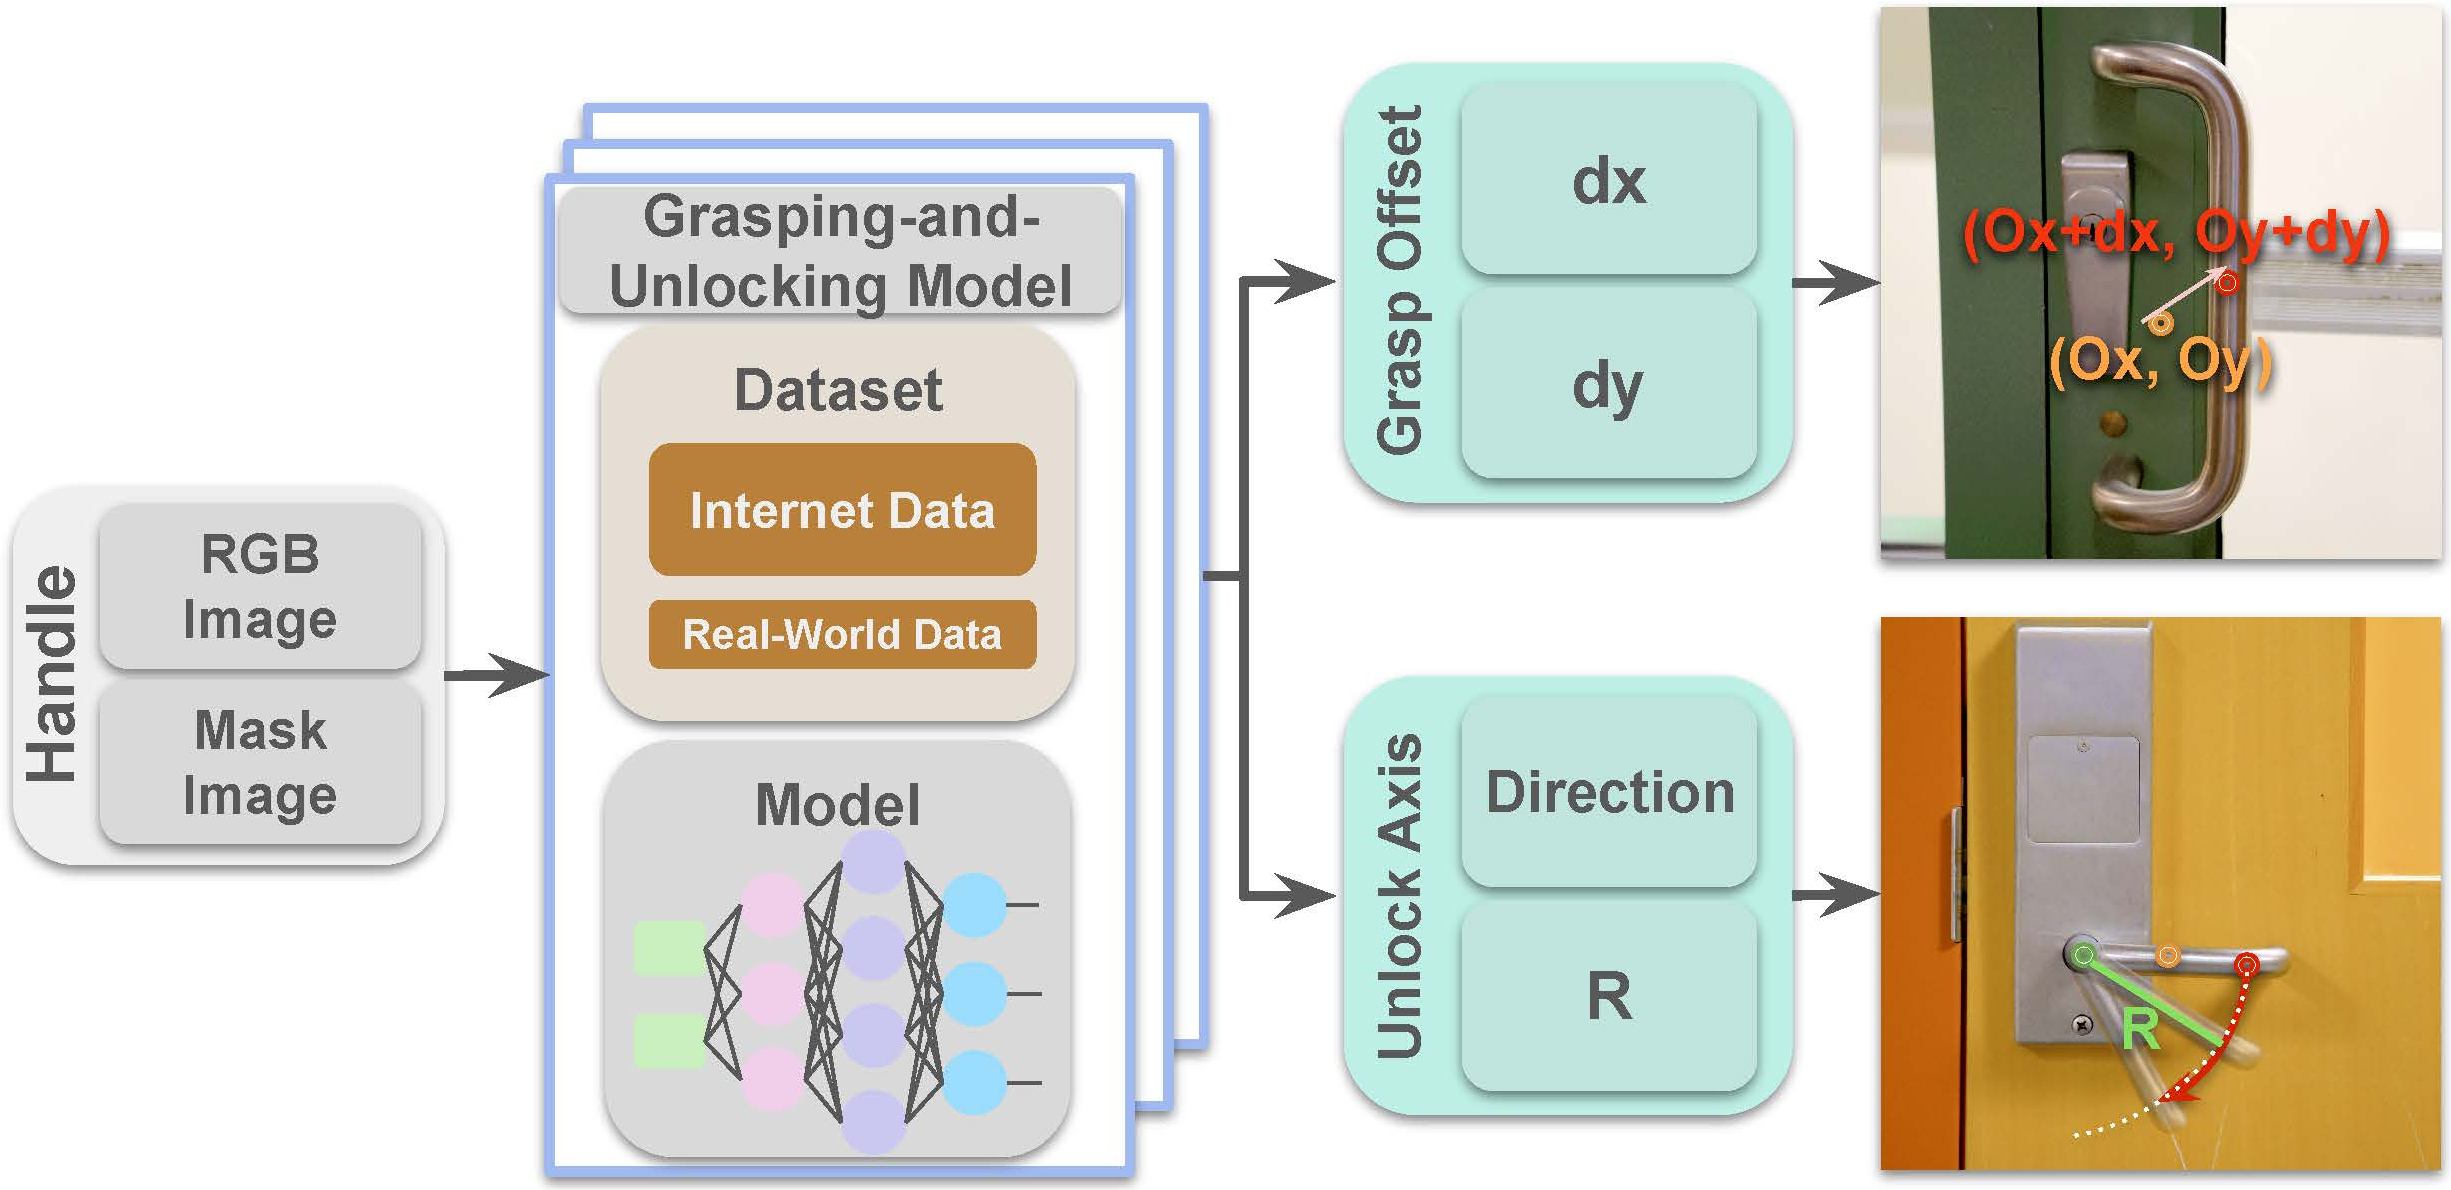 Handle
RGB
Image
Mask
Image
Grasping-and-
Unlocking Model
Dataset
Internet Data
Real-World Data
Model
Grasp Offset
dx
dy
Unlock Axis
Direction
R
(Ox+dx, Oy+dy)
(Ox, Oy)
R